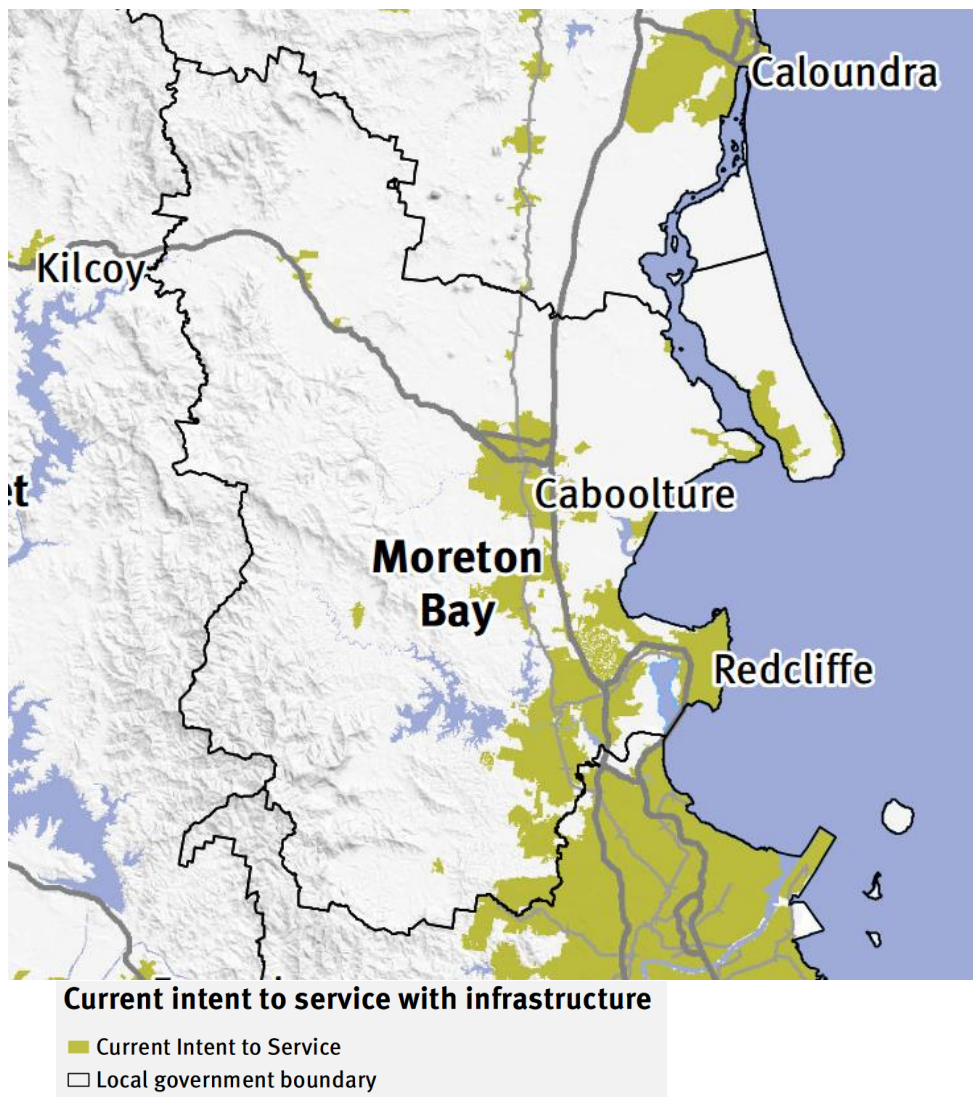 Caloundra
Kilcoy
et
Caboolture
Moreton
Bay
Redcliffe
Current intent to service with infrastructure
Current Intent to Service
Local government boundary